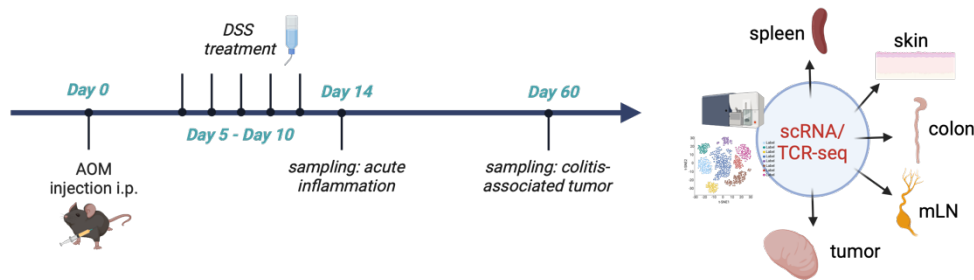 DSS
treatment
Day 0
Day 14
Day 60
Day 5 - Day 10
AOM
injection i.p.
sampling: acute
inflammation
sampling: colitis-
associated tumor
spleen
skin
scRNA/
TCR-seq
colon
mLN
tumor